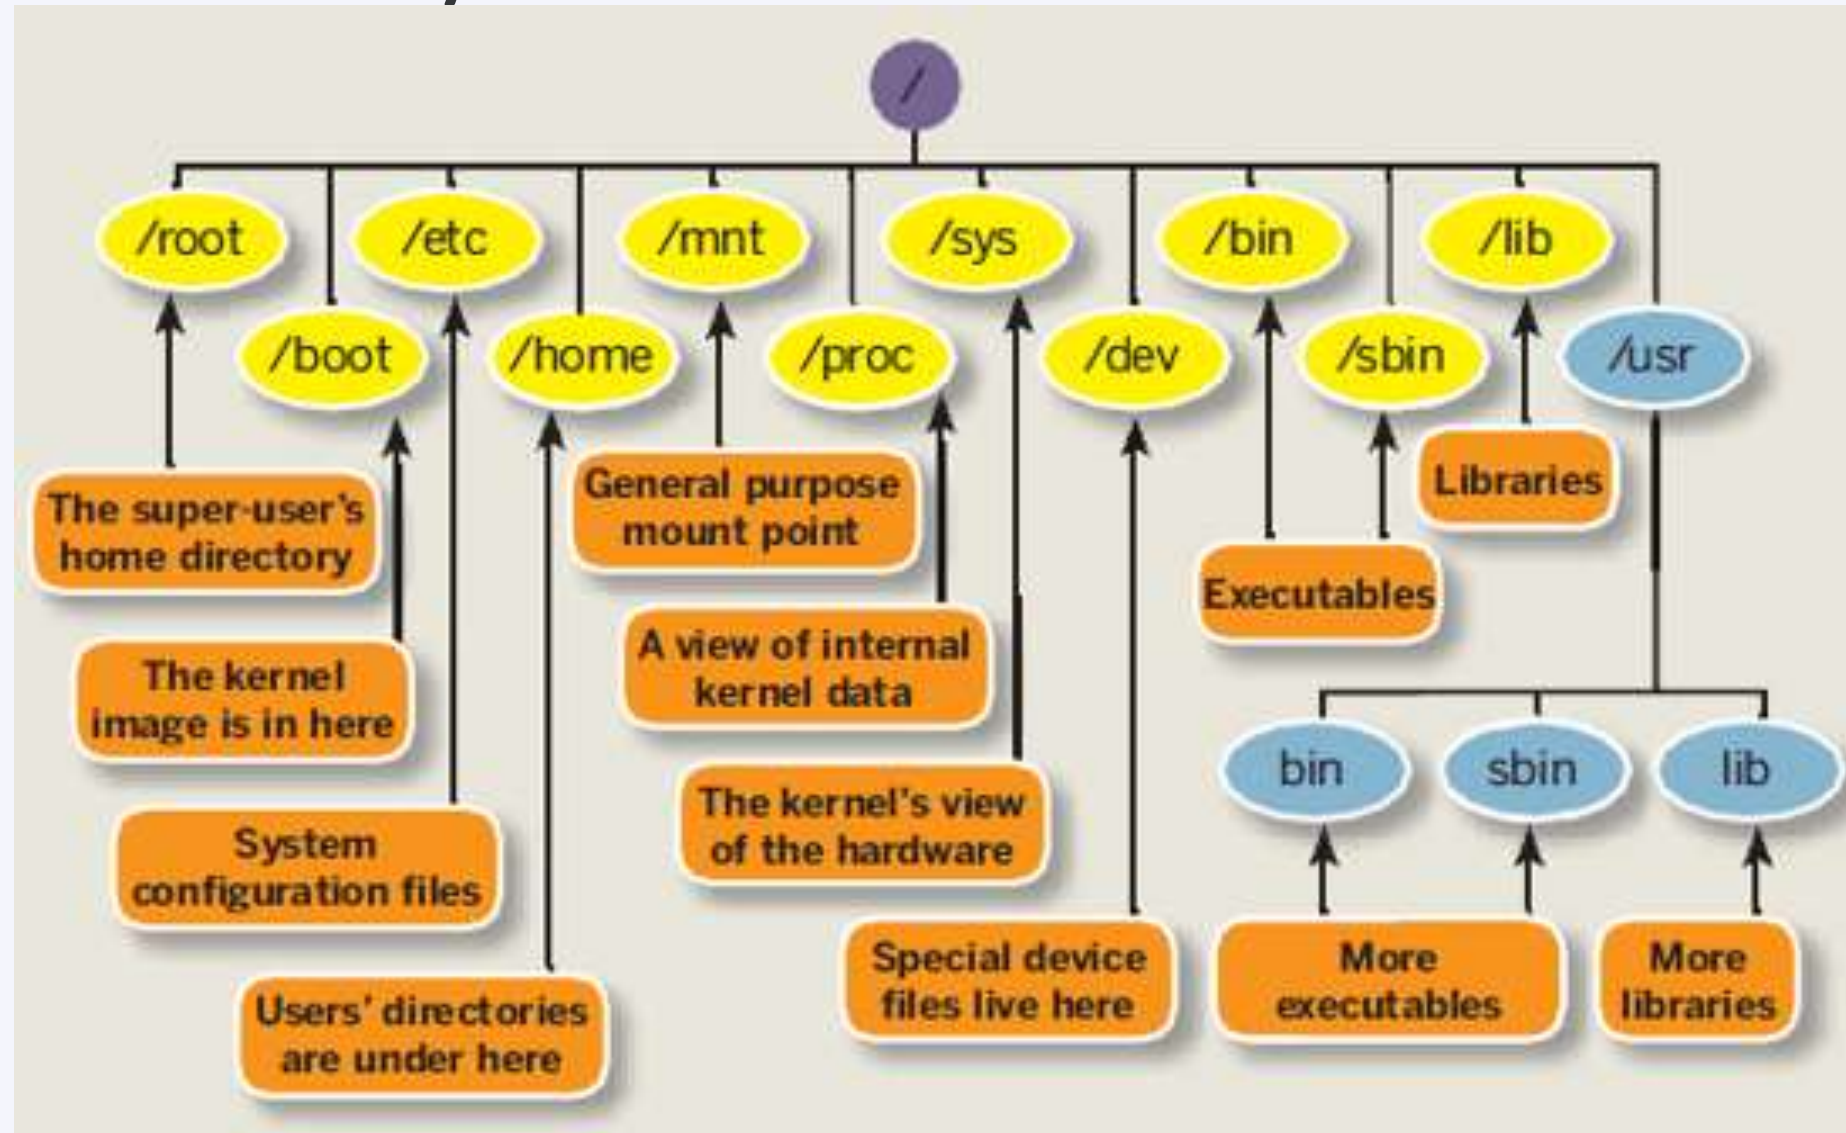 /
/root
/etc
/mnt
/sys
/bin
/lib
/boot
/home
/proc
/dev
/sbin
/usr
The super-user's
home directory
General purpose
mount point
Libraries
Executables
A view of internal
kernel data
The kernel
image is in here
bin
sbin
lib
The kernel's view
of the hardware
System
configuration files
Special device
files live here
More
executables
More
libraries
Users' directories
are under here